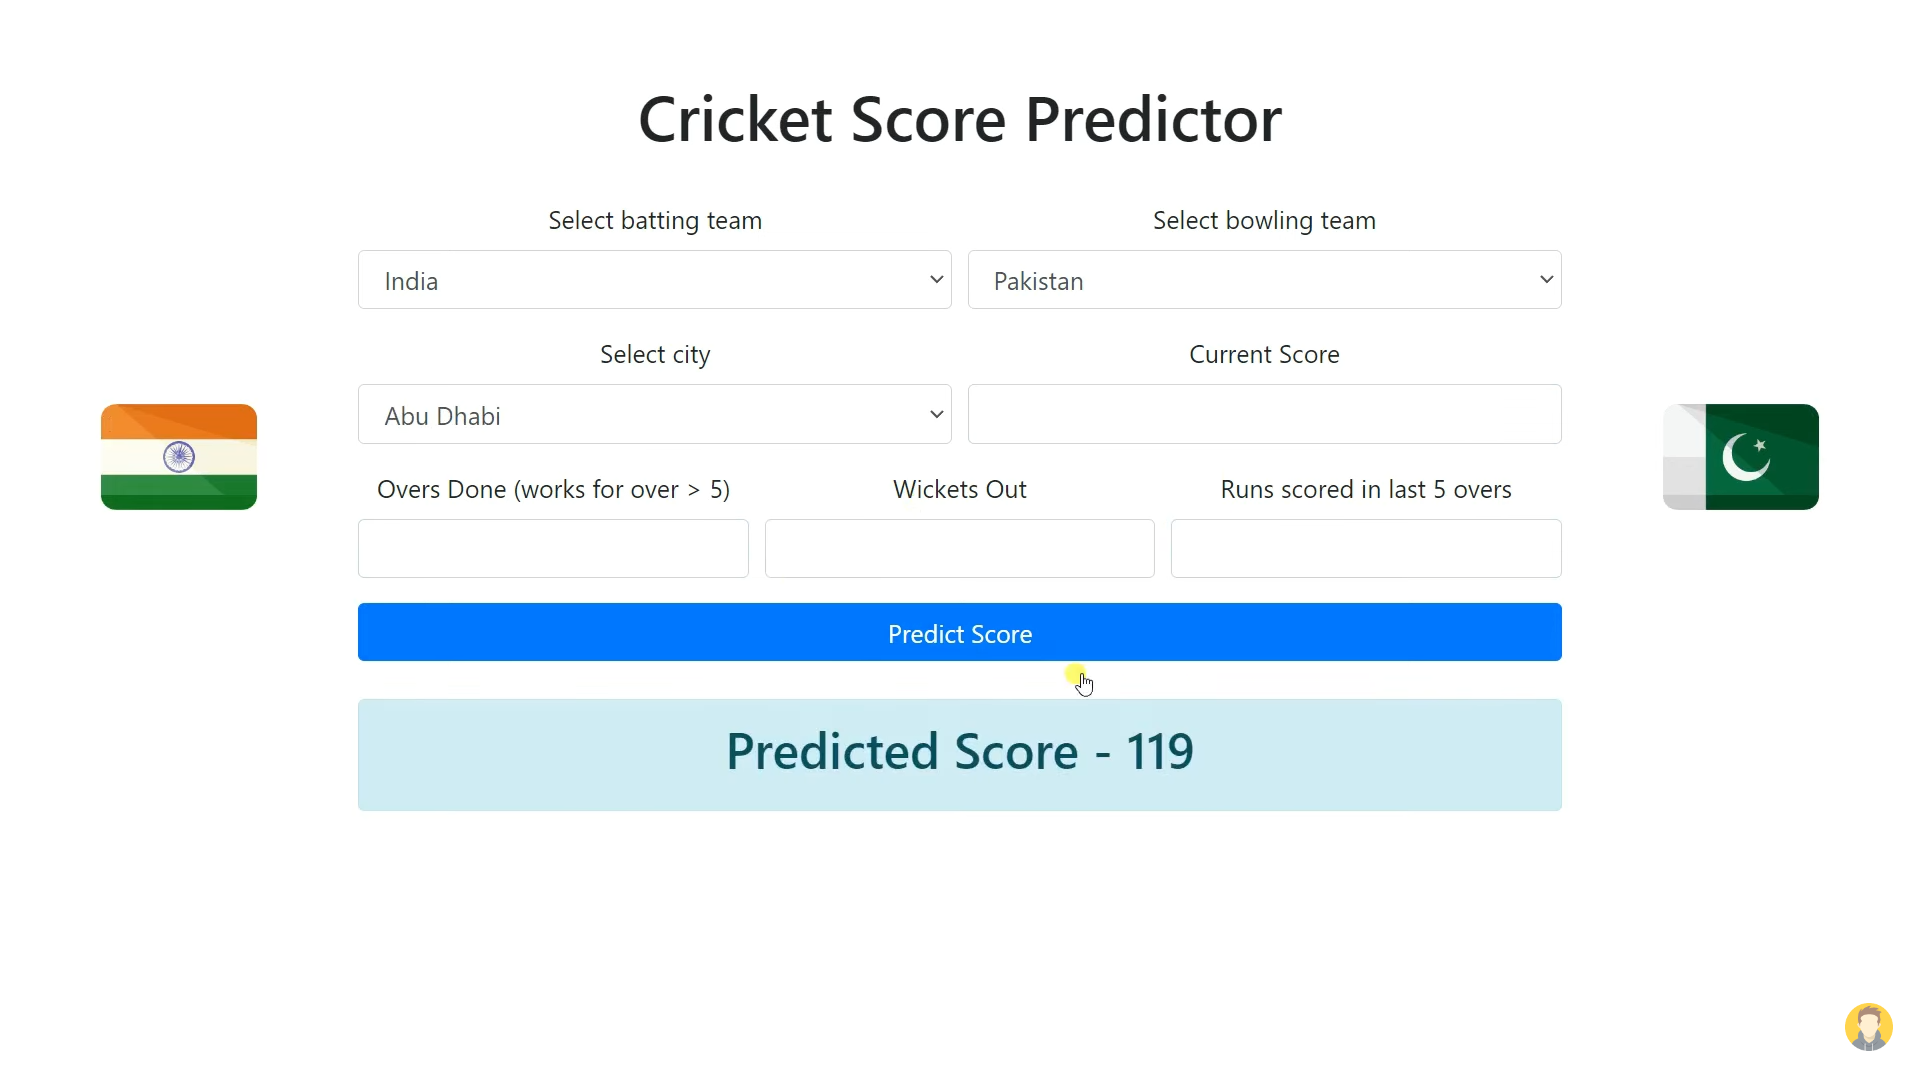 Cricket Score Predictor
Select batting team
Select bowling team
India
Pakistan
Select city
Current Score
Abu Dhabi
Overs Done (works for over > 5)
Wickets Out
Runs scored in last 5 overs
Predict Score
Predicted Score - 119